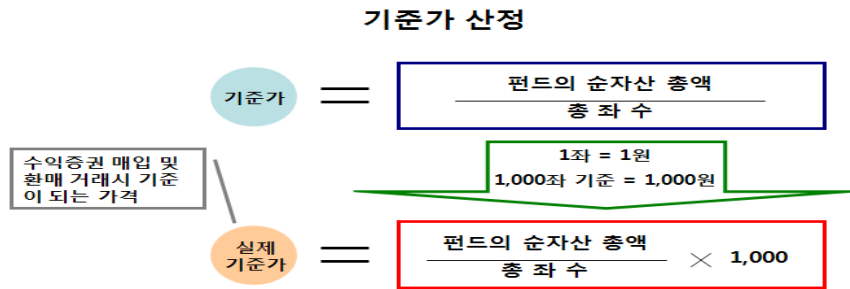 기준가 산정
기준가
펀드의 순자산 총액
총 좌 수
1좌 = 1원
1,000좌 기준 = 1,000원
수익증권 매입 및
환매 거래시 기준
이 되는 가격
실제
기준가
펀드의 순자산 총액
총 좌 수
× 1,000